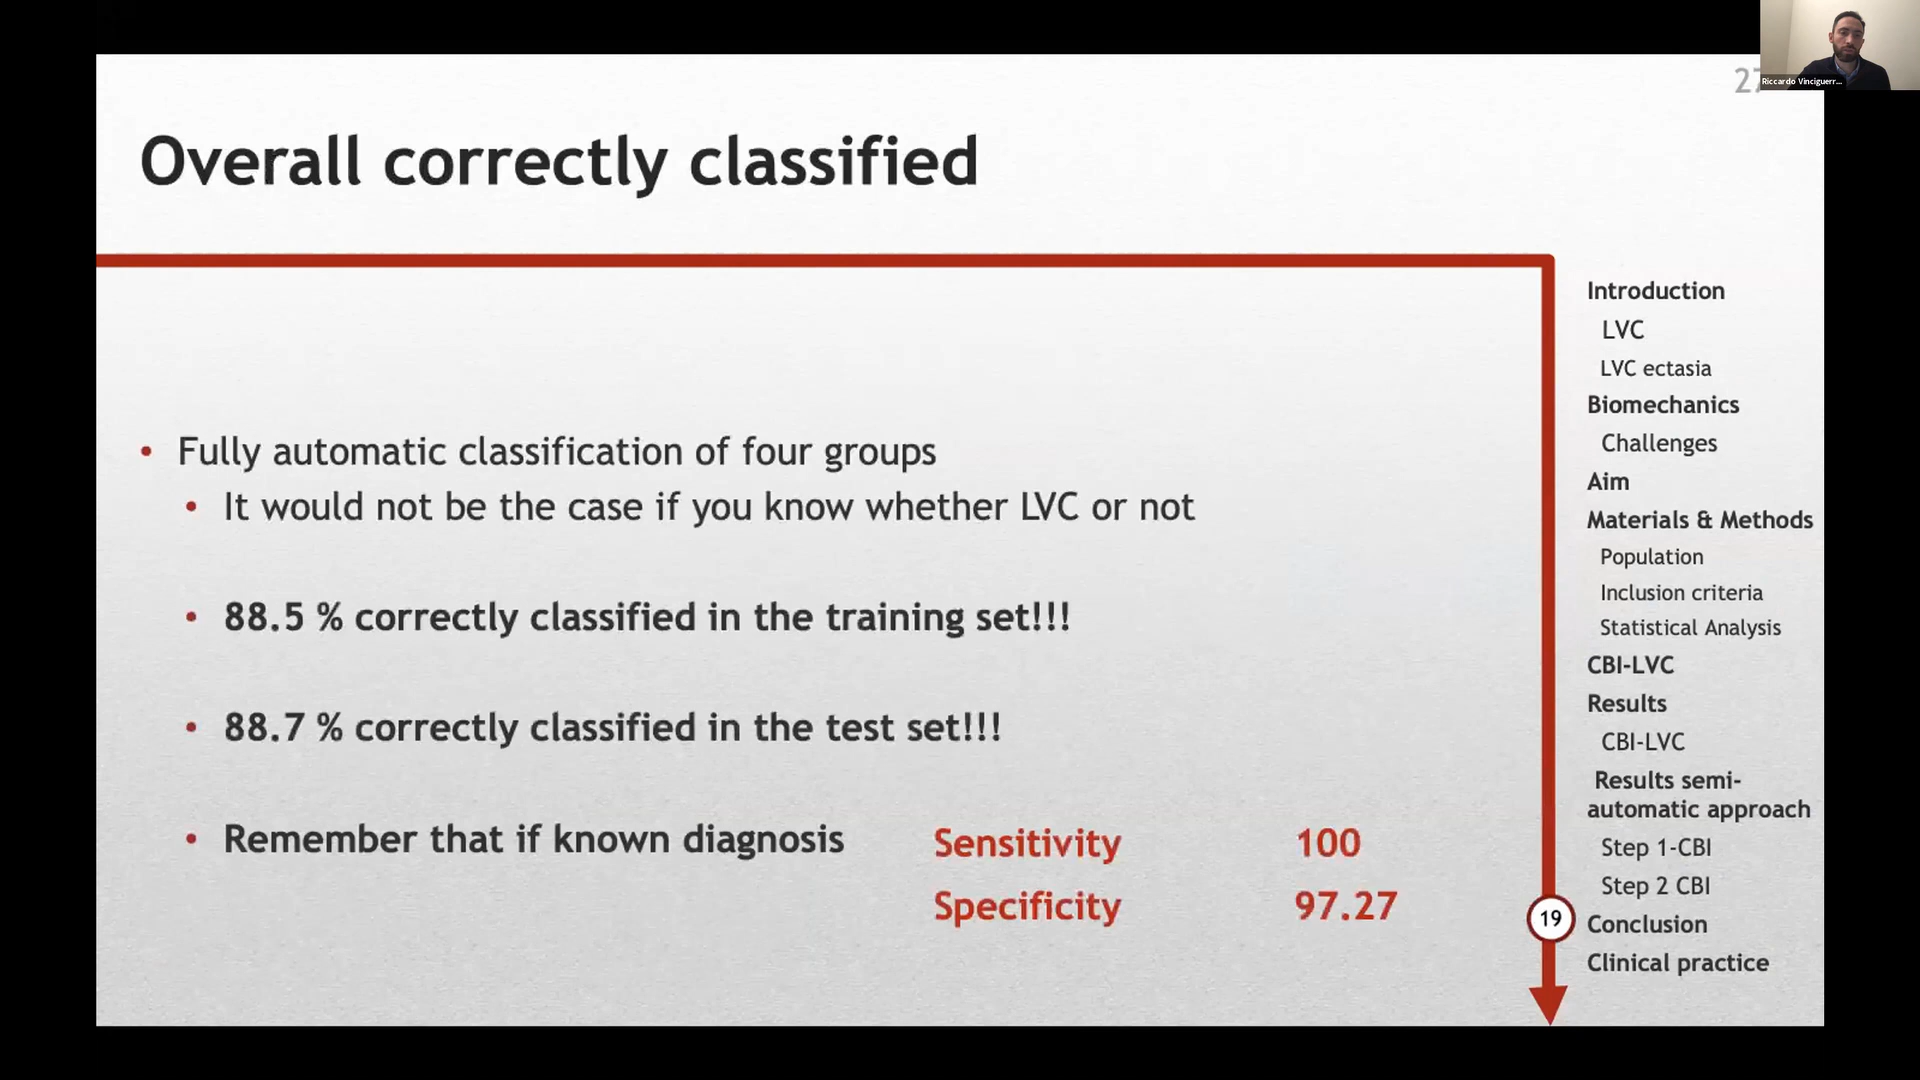 Riccardo Vinciguerr...
Overall correctly classified
• Fully automatic classification of four groups
• It would not be the case if you know whether LVC or not
• 88.5 % correctly classified in the training set!!!
• 88.7 % correctly classified in the test set!!!
• Remember that if known diagnosis
Sensitivity 100
Specificity 97.27
Introduction
LVC
LVC ectasia
Biomechanics
Challenges
Aim
Materials & Methods
Population
Inclusion criteria
Statistical Analysis
CBI-LVC
Results
CBI-LVC
Results semi-
automatic approach
Step 1-CBI
Step 2 CBI
19
Conclusion
Clinical practice